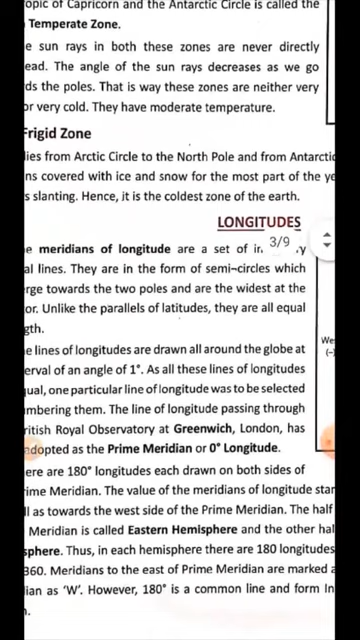 opic of Capricorn and the Antarctic Circle is called the
Temperate Zone.
e sun rays in both these zones are never directly
ead. The angle of the sun rays decreases as we go
ds the poles. That is way these zones are neither very
or very cold. They have moderate temperature.
Frigid Zone
lies from Arctic Circle to the North Pole and from Antarctic
ns covered with ice and snow for the most part of the ye
s slanting. Hence, it is the coldest zone of the earth.
LONGITUDES
3/9
e meridians of longitude are a set of y
al lines. They are in the form of semi-circles which
rge towards the two poles and are the widest at the
or. Unlike the parallels of latitudes, they are all equal
gth.
We
(-)
e lines of longitudes are drawn all around the globe at
erval of an angle of 1°. As all these lines of longitudes
ual, one particular line of longitude was to be selected
umbering them. The line of longitude passing through
ritish Royal Observatory at Greenwich, London, has
adopted as the Prime Meridian or 0° Longitude.
ere are 180° longitudes each drawn on both sides of
rime Meridian. The value of the meridians of longitude star
ll as towards the west side of the Prime Meridian. The half
Meridian is called Eastern Hemisphere and the other hal
sphere. Thus, in each hemisphere there are 180 longitudes
360. Meridians to the east of Prime Meridian are marked a
ian as 'W'. However, 180° is a common line and form In